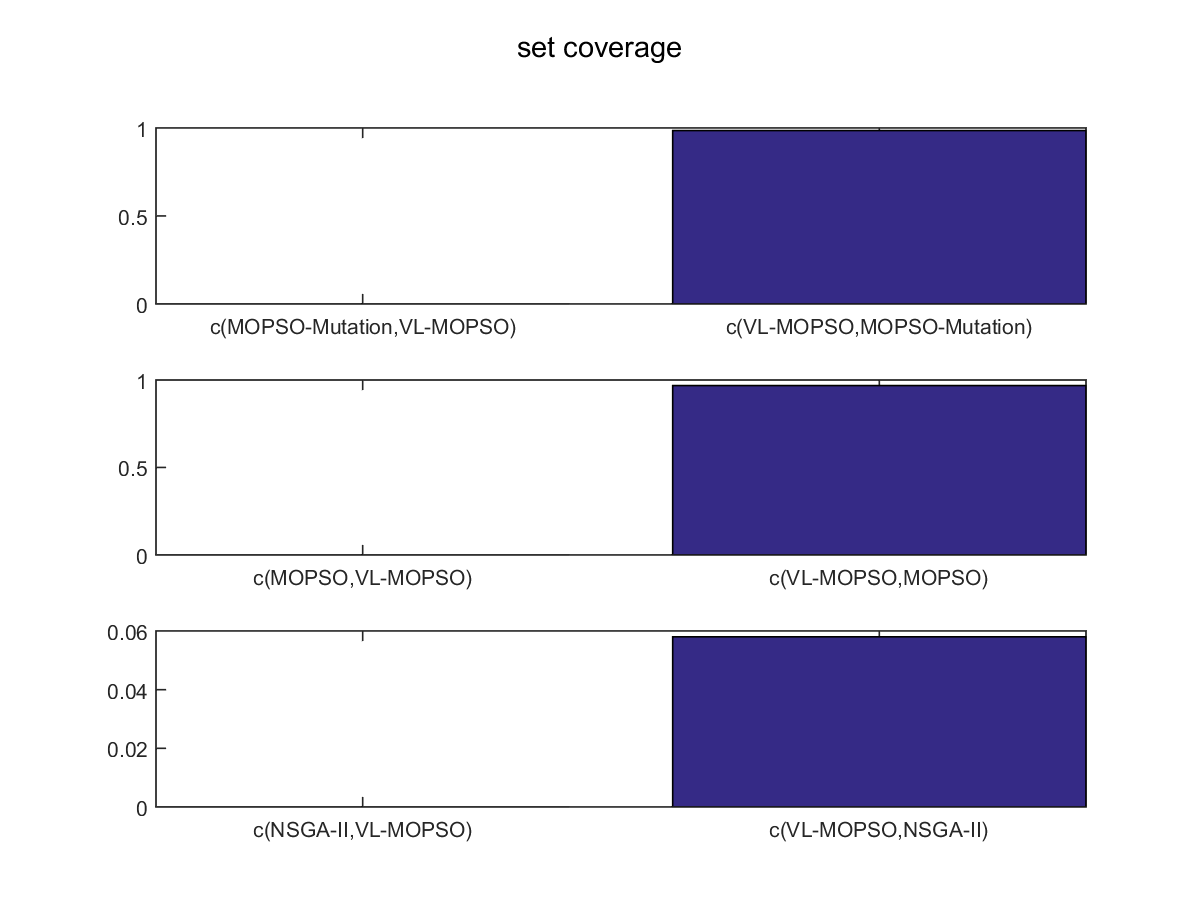 set coverage
1
0.5
0
c(MOPSO-Mutation,VL-MOPSO) c(VL-MOPSO,MOPSO-Mutation)
1
0.5
0
c(MOPSO,VL-MOPSO) c(VL-MOPSO,MOPSO)
0.06
0.04
0.02
0
c(NSGA-II,VL-MOPSO) c(VL-MOPSO,NSGA-II)